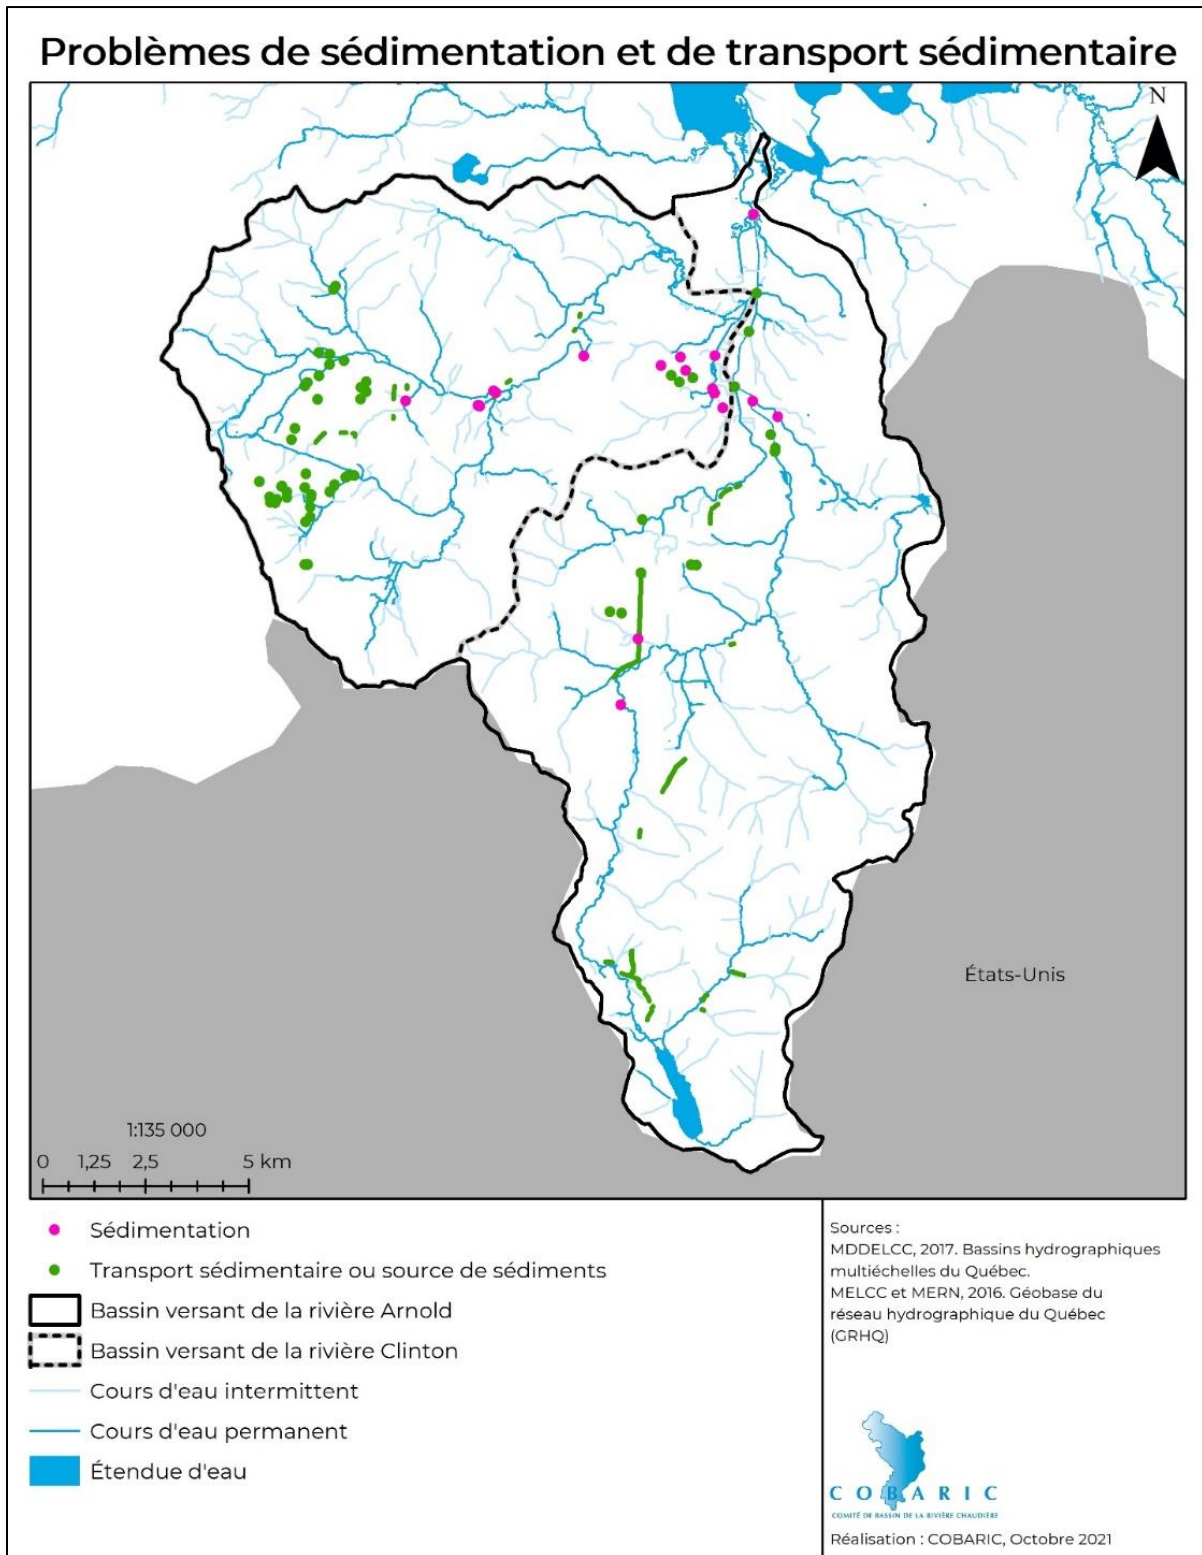 Problèmes de sédimentation et de transport sédimentaire
N
États-Unis
1:135 000
0 1,25 2,5 5 km
Sédimentation
Transport sédimentaire ou source de sédiments
Bassin versant de la rivière Arnold
Bassin versant de la rivière Clinton
Cours d'eau intermittent
Cours d'eau permanent
Étendue d'eau
Sources :
MDDELCC, 2017. Bassins hydrographiques
multiéchelles du Québec.
MELCC et MERN, 2016. Géobase du
réseau hydrographique du Québec
(GRHQ)
COBARIC
COMITÉ DE BASSIN DE LA RIVIÈRE CHAUDIÈRE
Réalisation : COBARIC, Octobre 2021